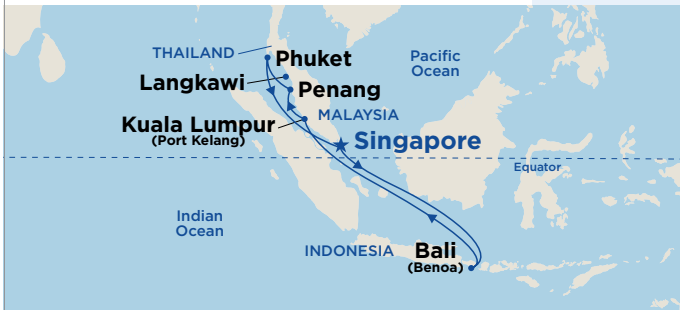 THAILAND
Phuket
Pacific
Ocean
Langkawi
Penang
MALAYSIA
Kuala Lumpur
(Port Kelang)
Singapore
Equator
Indian
Ocean
INDONESIA
Bali
(Benoa)